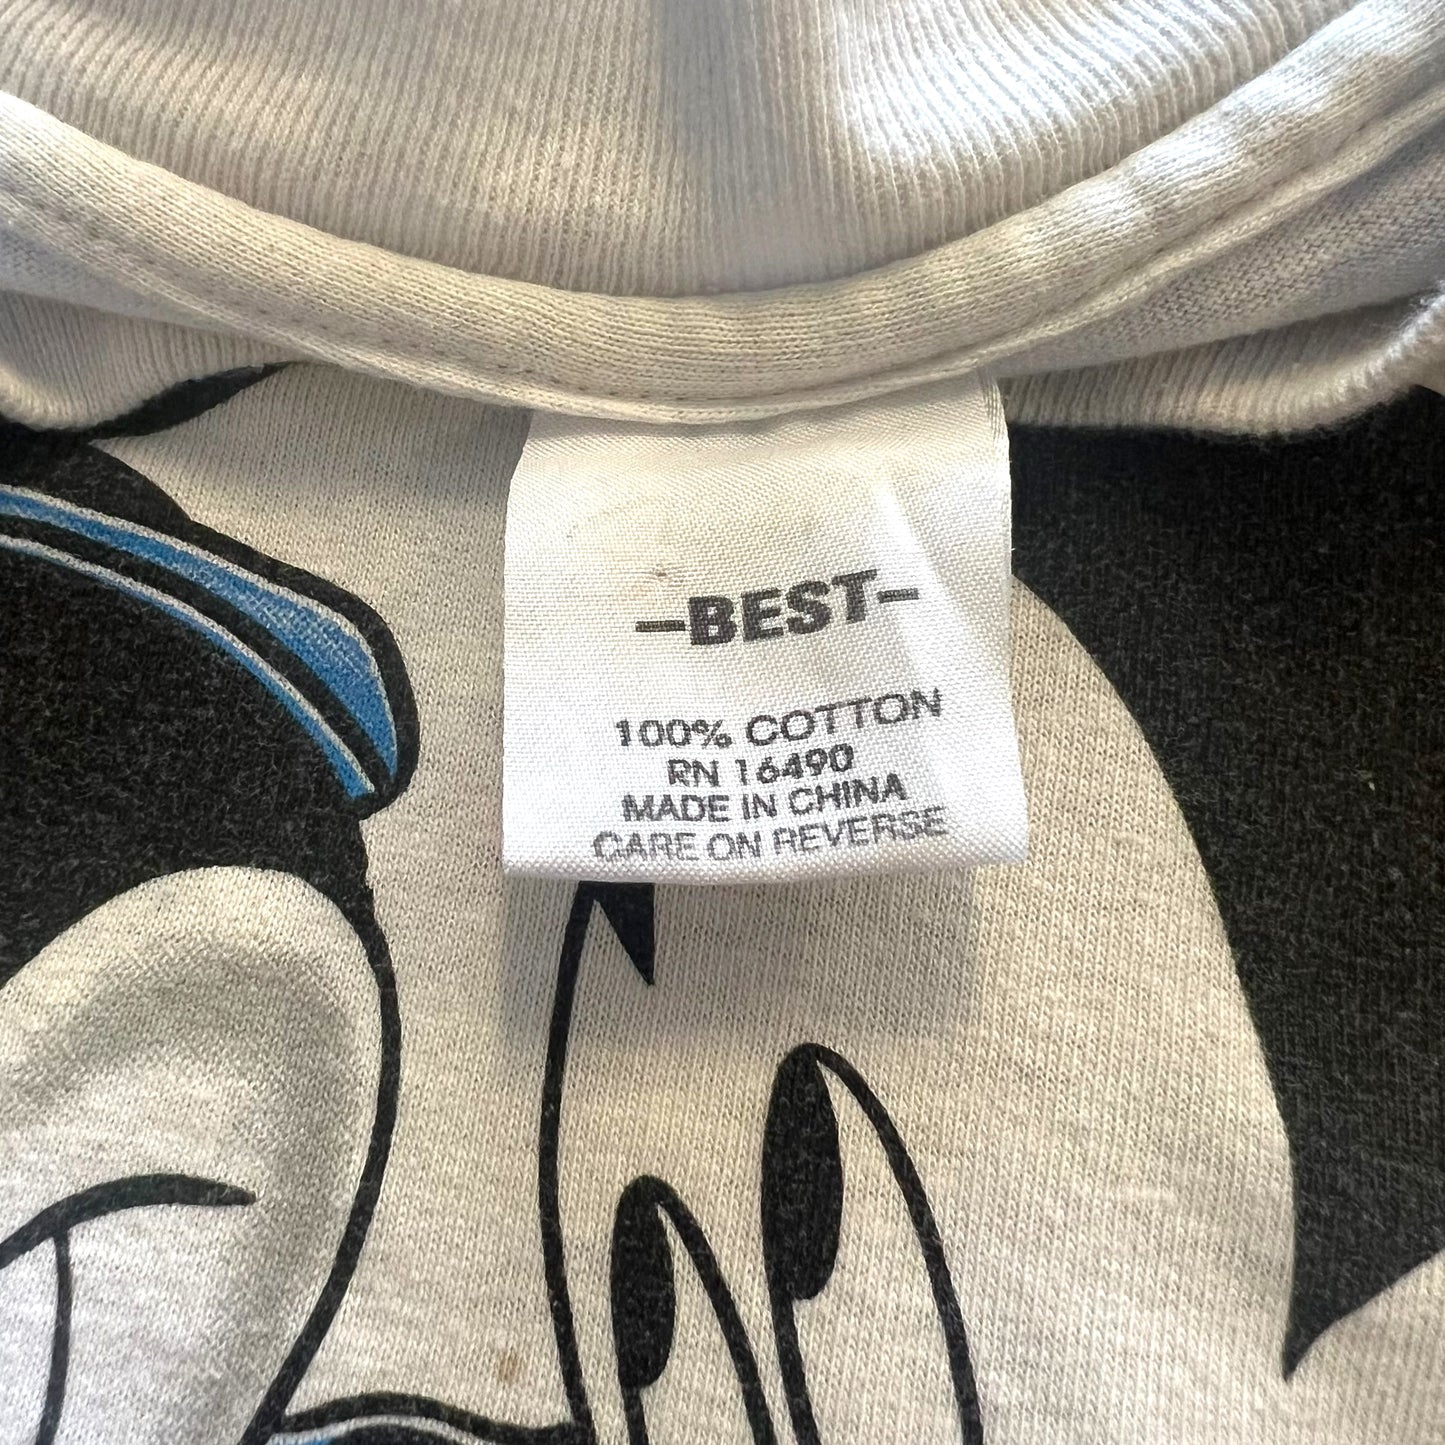 –BEST–
100% COTTON
RN 16490
MADE IN CHINA
CARE ON REVERSE